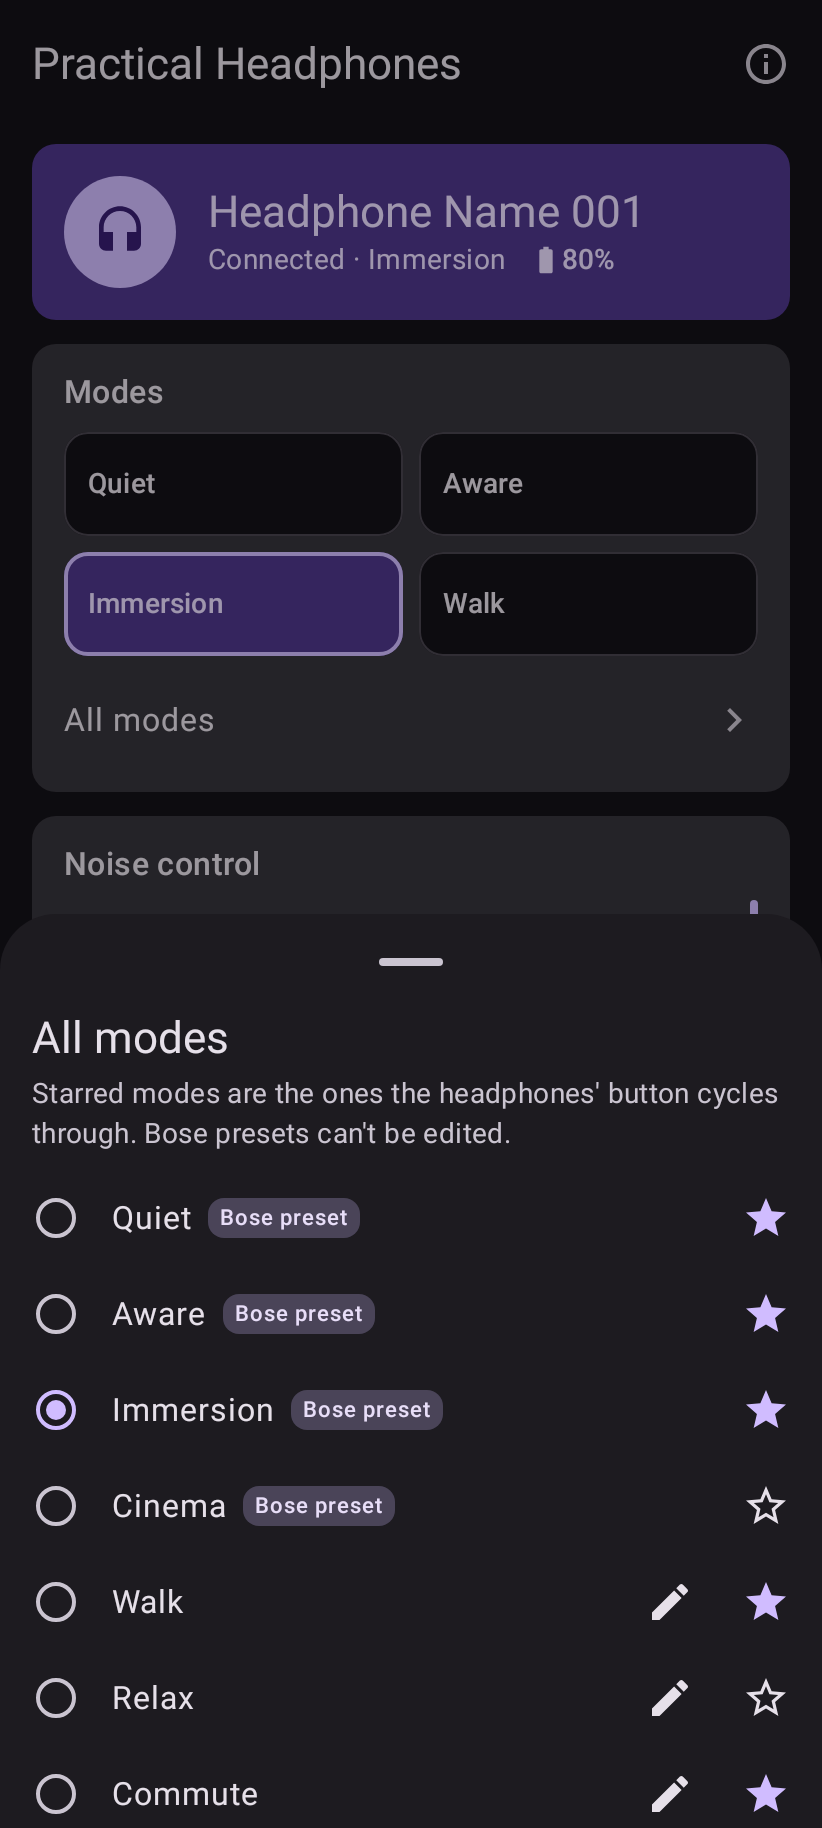 Practical Headphones
Headphone Name 001
Connected · Immersion 80%
Modes
Quiet
Aware
Immersion
Walk
All modes
Noise control
All modes
Starred modes are the ones the headphones' button cycles
through. Bose presets can't be edited.
Quiet Bose preset
Aware Bose preset
Immersion Bose preset
Cinema Bose preset
Walk
Relax
Commute